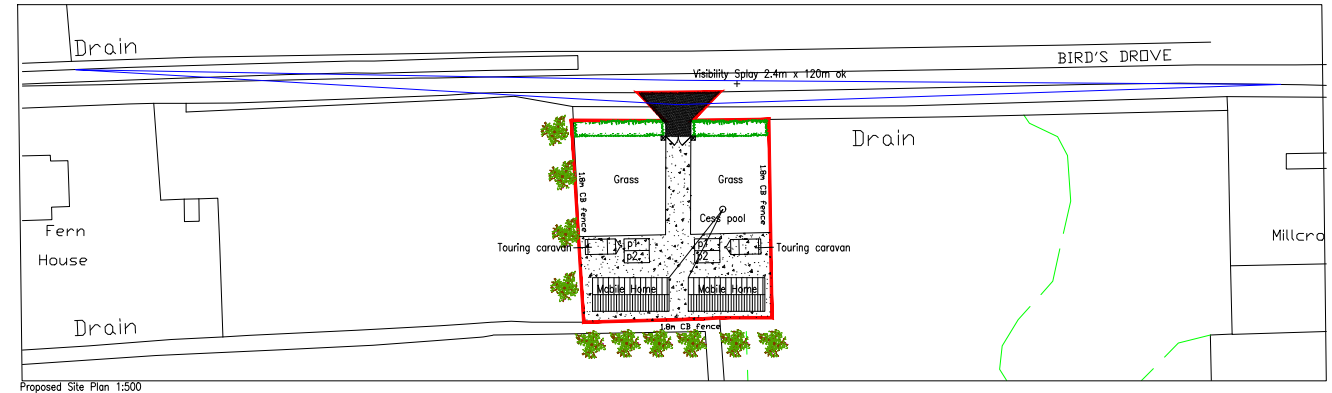 Drain
BIRD'S DROVE
Visibility Splay 2.4m x 120m ok
Drain
1.8m CB fence
Grass
Grass
1.8m CB fence
Cess pool
Fern
House
Touring caravan
p1
p2
p1
p2
Touring caravan
Millcro
Mobile Home
Mobile Home
Drain
1.8m CB fence
Proposed Site Plan 1:500